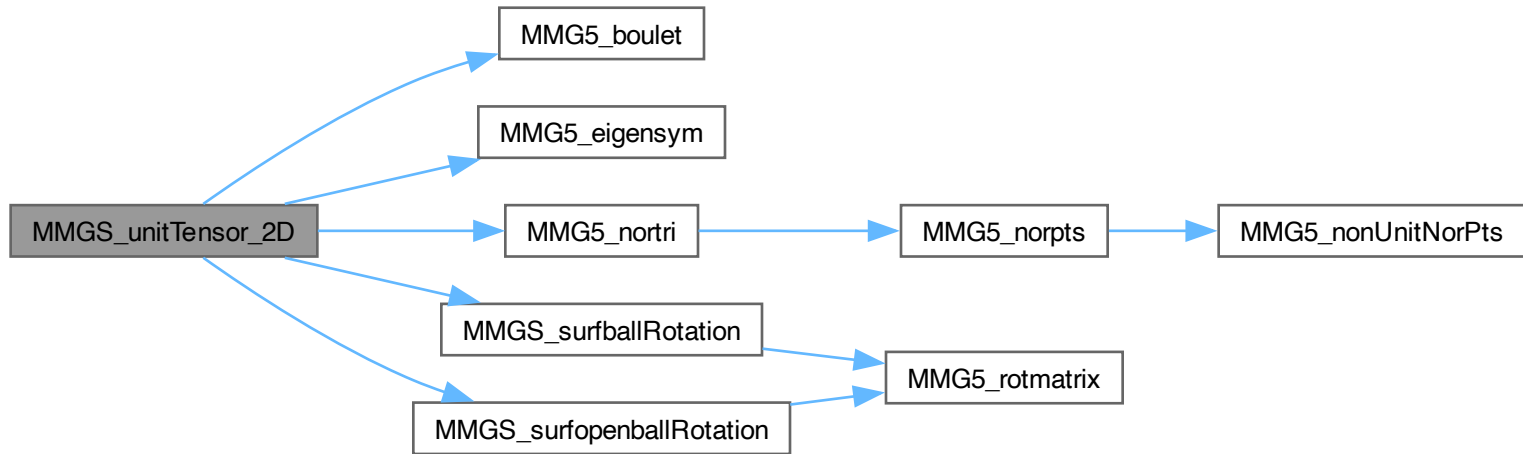 MMG5_boulet
MMG5_eigensym
MMGS_unitTensor_2D
MMG5_nortri
MMG5_norpts
MMG5_nonUnitNorPts
MMGS_surfballRotation
MMG5_rotmatrix
MMGS_surfopenballRotation